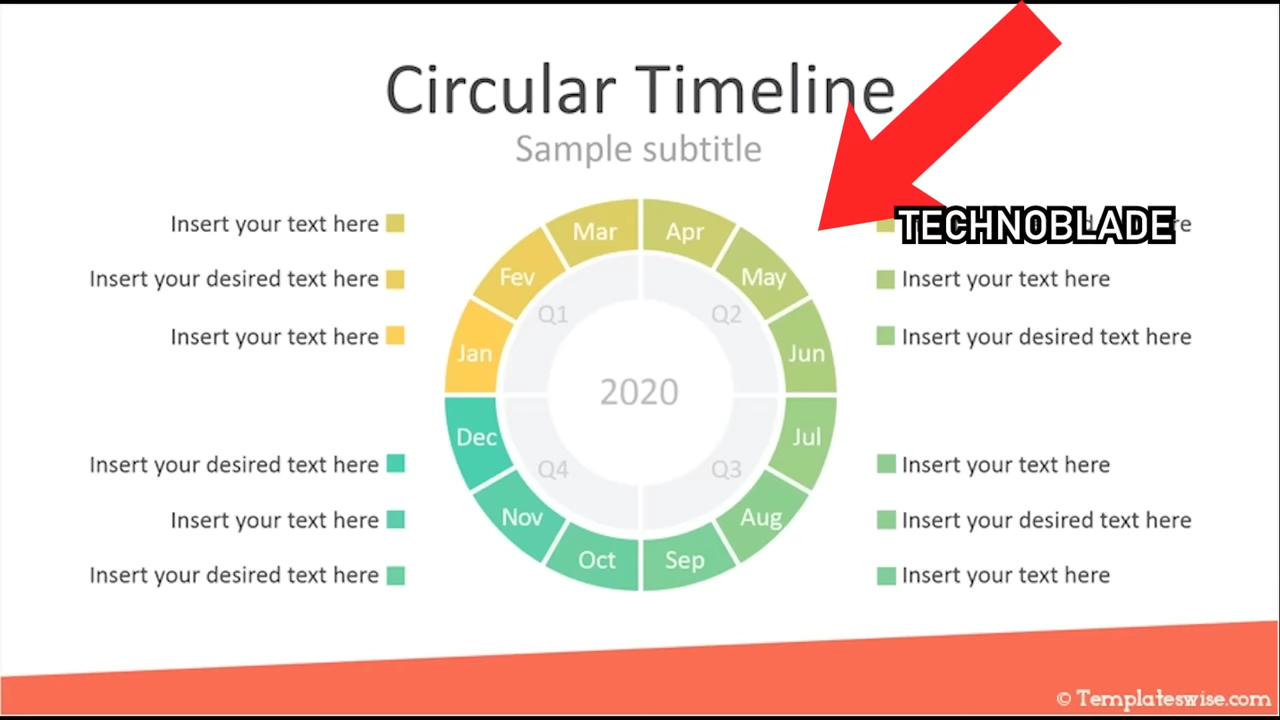 Circular Timeline
Sample subtitle
Insert your text here
Insert your desired text here
Insert your text here
Insert your desired text here
Insert your text here
Insert your desired text here
Jan
Fev
Mar
Apr
May
Jun
Jul
Aug
Sep
Oct
Nov
Dec
Q1
Q2
Q3
Q4
2020
TECHNOBLADE
Insert your text here
Insert your desired text here
Insert your text here
Insert your desired text here
Insert your text here
© Templateswise.com